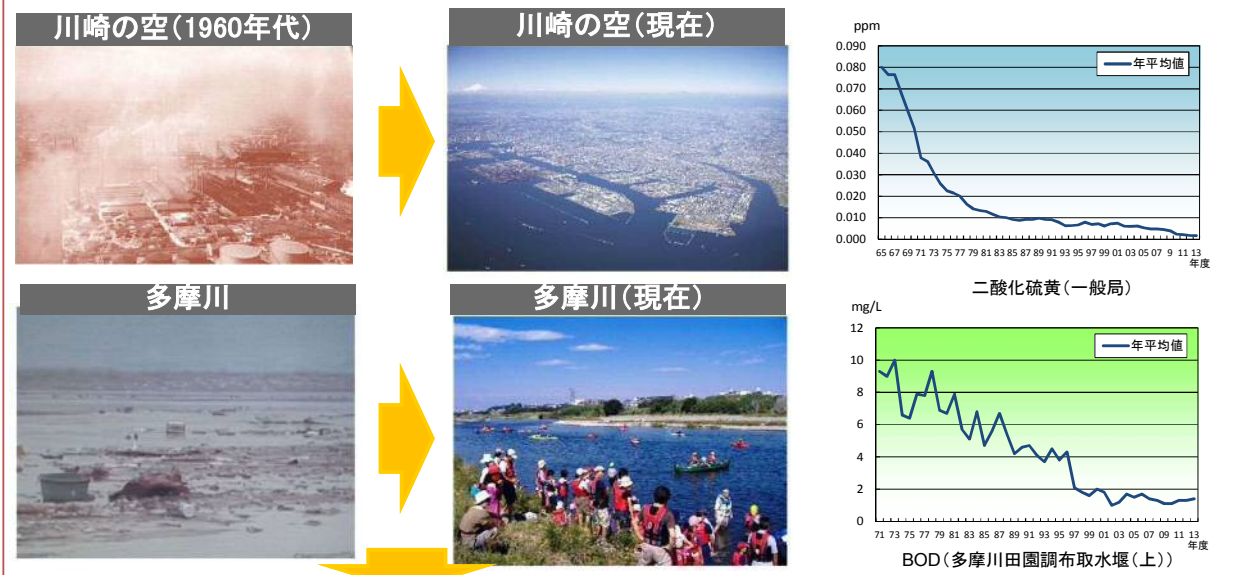 川崎の空(1960年代)
川崎の空(現在)
多摩川
多摩川(現在)
ppm
0.090
0.080
0.070
0.060
0.050
0.040
0.030
0.020
0.010
0.000
年平均値
65 67 69 71 73 75 77 79 81 83 85 87 89 91 93 95 97 99 01 03 05 07 9 11 13
年度
二酸化硫黄(一般局)
mg/L
12
10
8
6
4
2
0
年平均値
71 73 75 77 79 81 83 85 87 89 91 93 95 97 99 01 03 05 07 9 11 13
年度
BOD(多摩川田園調布取水堰(上))